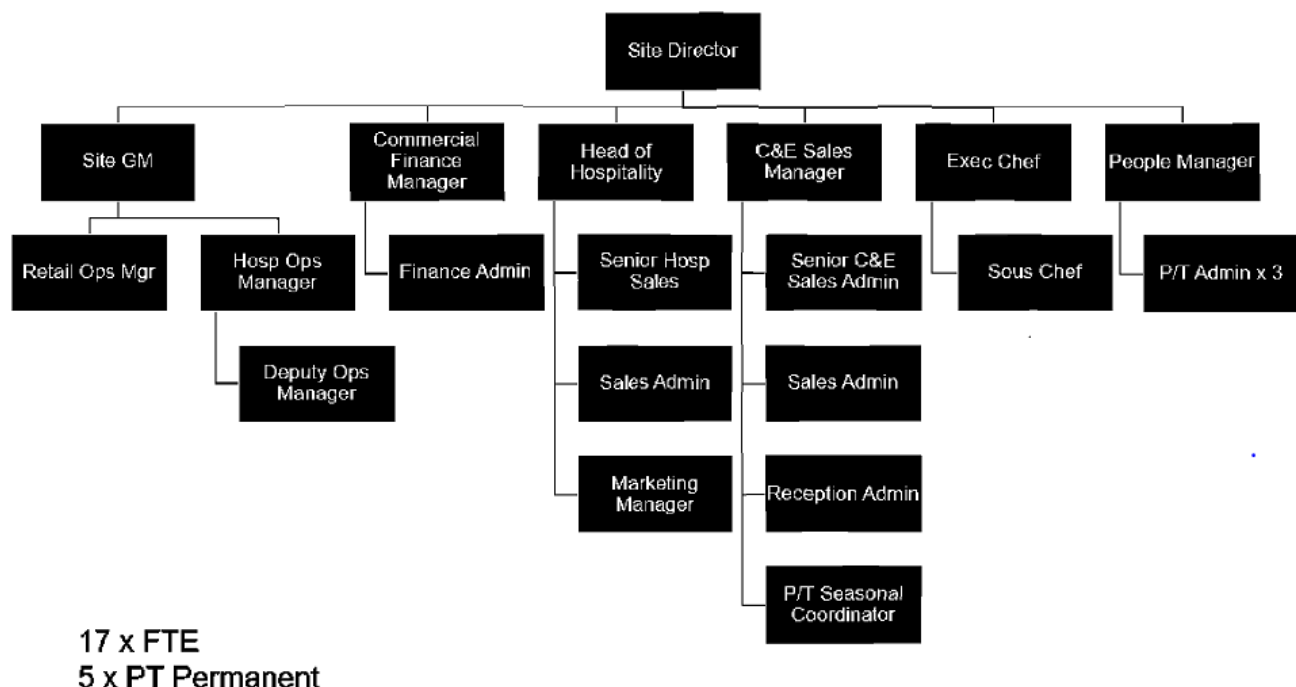 Site Director
Site GM
Commercial
Finance
Manager
Head of
Hospitality
C&E Sales
Manager
Exec Chef
People Manager
Retail Ops Mgr
Hosp Ops
Manager
Finance Admin
Senior Hosp
Sales
Senior C&E
Sales Admin
Sous Chef
P/T Admin x 3
Deputy Ops
Manager
Sales Admin
Sales Admin
Marketing
Manager
Reception Admin
P/T Seasonal
Coordinator
17 x FTE
5 x PT Permanent